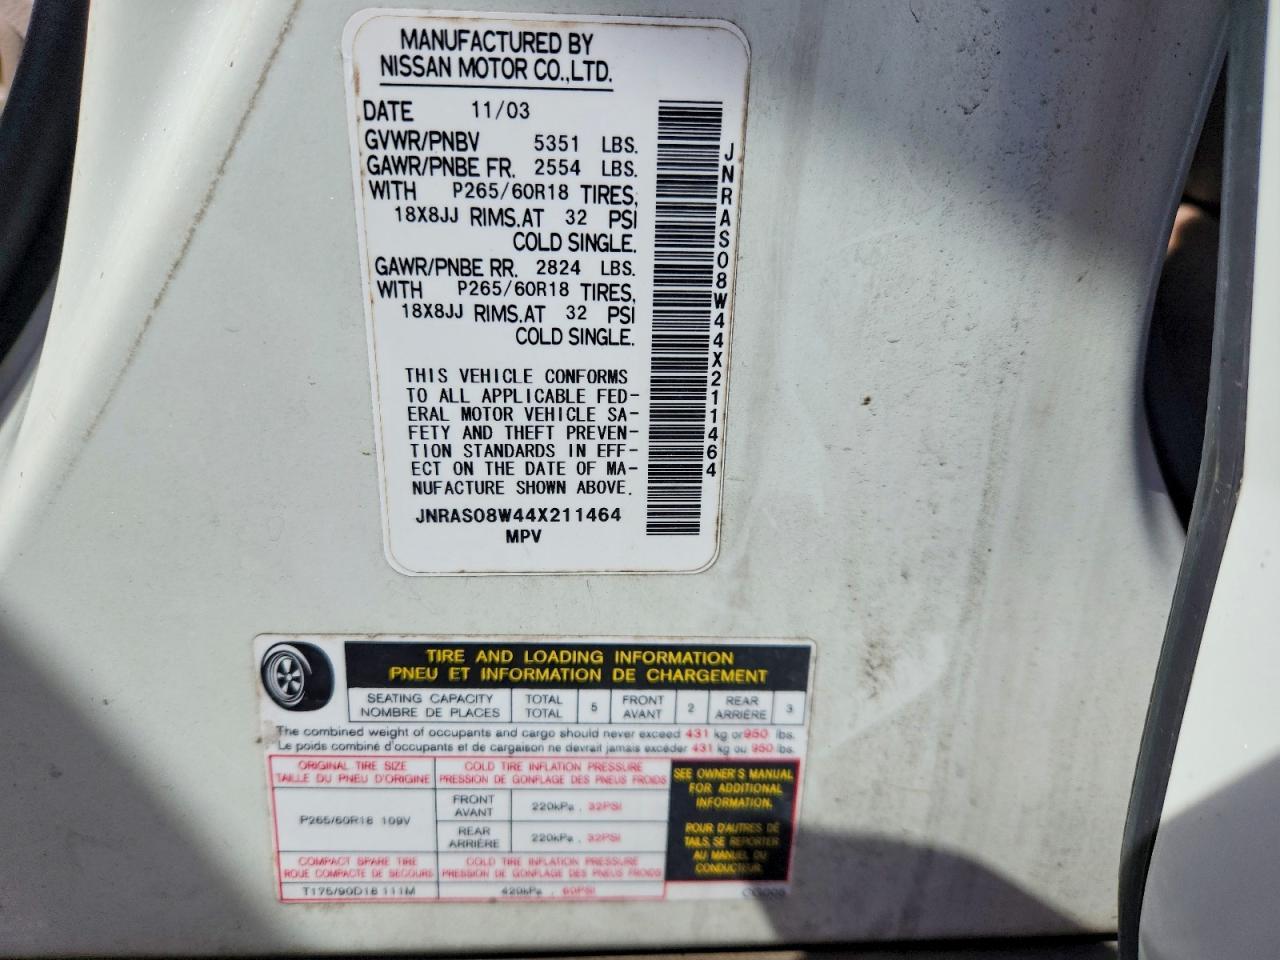 MANUFACTURED BY
NISSAN MOTOR CO.,LTD.
DATE 11/03
GVWR/PNBV 5351 LBS.
GAWR/PNBE FR. 2554 LBS.
WITH P265/60R18 TIRES,
18X8JJ RIMS.AT 32 PSI
COLD SINGLE.
GAWR/PNBE RR. 2824 LBS.
WITH P265/60R18 TIRES,
18X8JJ RIMS.AT 32 PSI
COLD SINGLE.
THIS VEHICLE CONFORMS
TO ALL APPLICABLE FED-
ERAL MOTOR VEHICLE SA-
FETY AND THEFT PREVEN-
TION STANDARDS IN EFF-
ECT ON THE DATE OF MA-
NUFACTURE SHOWN ABOVE.
JNRAS08W44X211464
MPV
JNRAS08W44X211464
TIRE AND LOADING INFORMATION
PNEU ET INFORMATION DE CHARGEMENT
SEATING CAPACITY TOTAL 5 FRONT 2 REAR 3
NOMBRE DE PLACES TOTAL AVANT ARRIÈRE
The combined weight of occupants and cargo should never exceed 431 kg or 950 lbs.
Le poids combiné d'occupants et de cargaison ne devrait jamais excéder 431 kg ou 950 lbs.
ORIGINAL TIRE SIZE
TAILLE DU PNEU D'ORIGINE
COLD TIRE INFLATION PRESSURE
PRESSION DE GONFLAGE DES PNEUS FROIDS
P265/60R18 109V
FRONT
AVANT
220kPa , 32PSI
REAR
ARRIÈRE
220kPa , 32PSI
COMPACT SPARE TIRE
ROUE COMPACTE DE SECOURS
COLD TIRE INFLATION PRESSURE
PRESSION DE GONFLAGE DES PNEUS FROIDS
T175/90D18 111M
420kPa , 60PSI
SEE OWNER'S MANUAL
FOR ADDITIONAL
INFORMATION.
POUR D'AUTRES DÉ
TAILS, SE REPORTER
AU MANUEL DU
CONDUCTEUR.